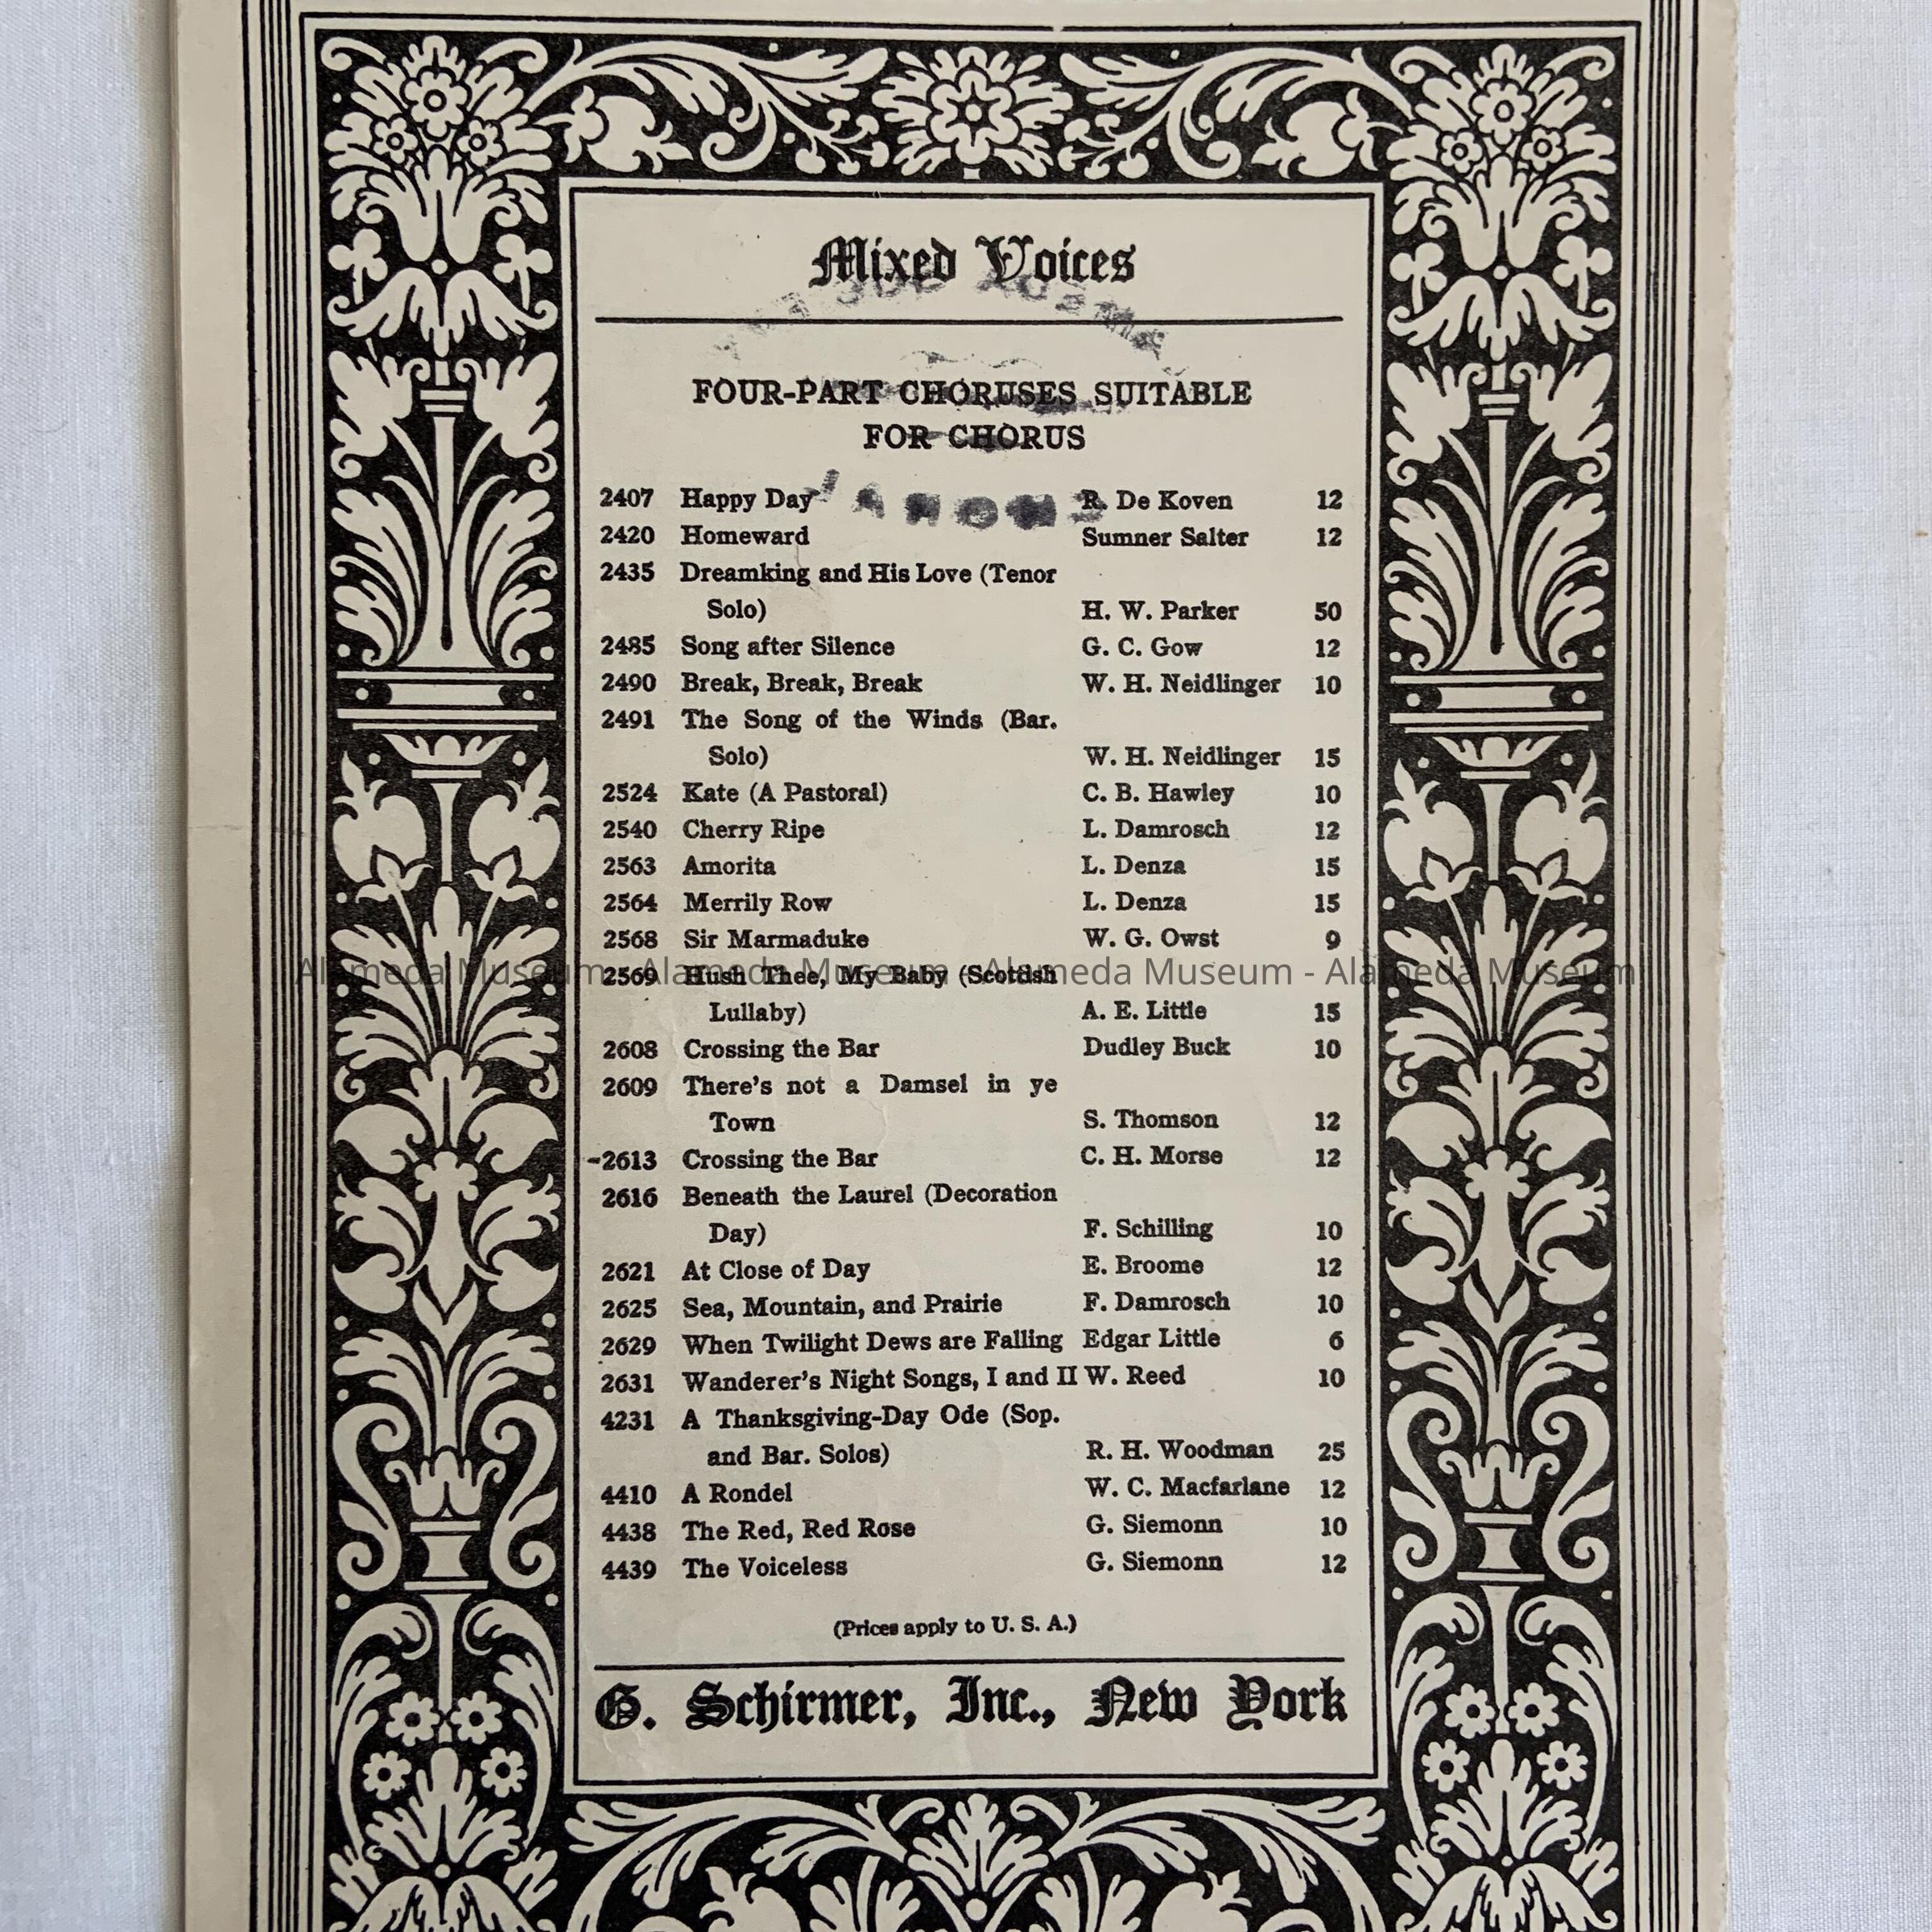 Mixed Voices
FOUR-PART CHORUSES SUITABLE
FOR CHORUS
2407 Happy Day R. De Koven 12
2420 Homeward Sumner Salter 12
2435 Dreamking and His Love (Tenor
Solo) H. W. Parker 50
2485 Song after Silence G. C. Gow 12
2490 Break, Break, Break W. H. Neidlinger 10
2491 The Song of the Winds (Bar.
Solo) W. H. Neidlinger 15
2524 Kate (A Pastoral) C. B. Hawley 10
2540 Cherry Ripe L. Damrosch 12
2563 Amorita L. Denza 15
2564 Merrily Row L. Denza 15
2568 Sir Marmaduke W. G. Owst 9
Alameda Museum - Alameda Museum - Alameda Museum - Alameda Museum
2569 Hush Thee, My Baby (Scottish
Lullaby) A. E. Little 15
2608 Crossing the Bar Dudley Buck 10
2609 There's not a Damsel in ye
Town S. Thomson 12
-2613 Crossing the Bar C. H. Morse 12
2616 Beneath the Laurel (Decoration
Day) F. Schilling 10
2621 At Close of Day E. Broome 12
2625 Sea, Mountain, and Prairie F. Damrosch 10
2629 When Twilight Dews are Falling Edgar Little 6
2631 Wanderer's Night Songs, I and II W. Reed 10
4231 A Thanksgiving-Day Ode (Sop.
and Bar. Solos) R. H. Woodman 25
4410 A Rondel W. C. Macfarlane 12
4438 The Red, Red Rose G. Siemonn 10
4439 The Voiceless G. Siemonn 12
(Prices apply to U. S. A.)
G. Schirmer, Inc., New York